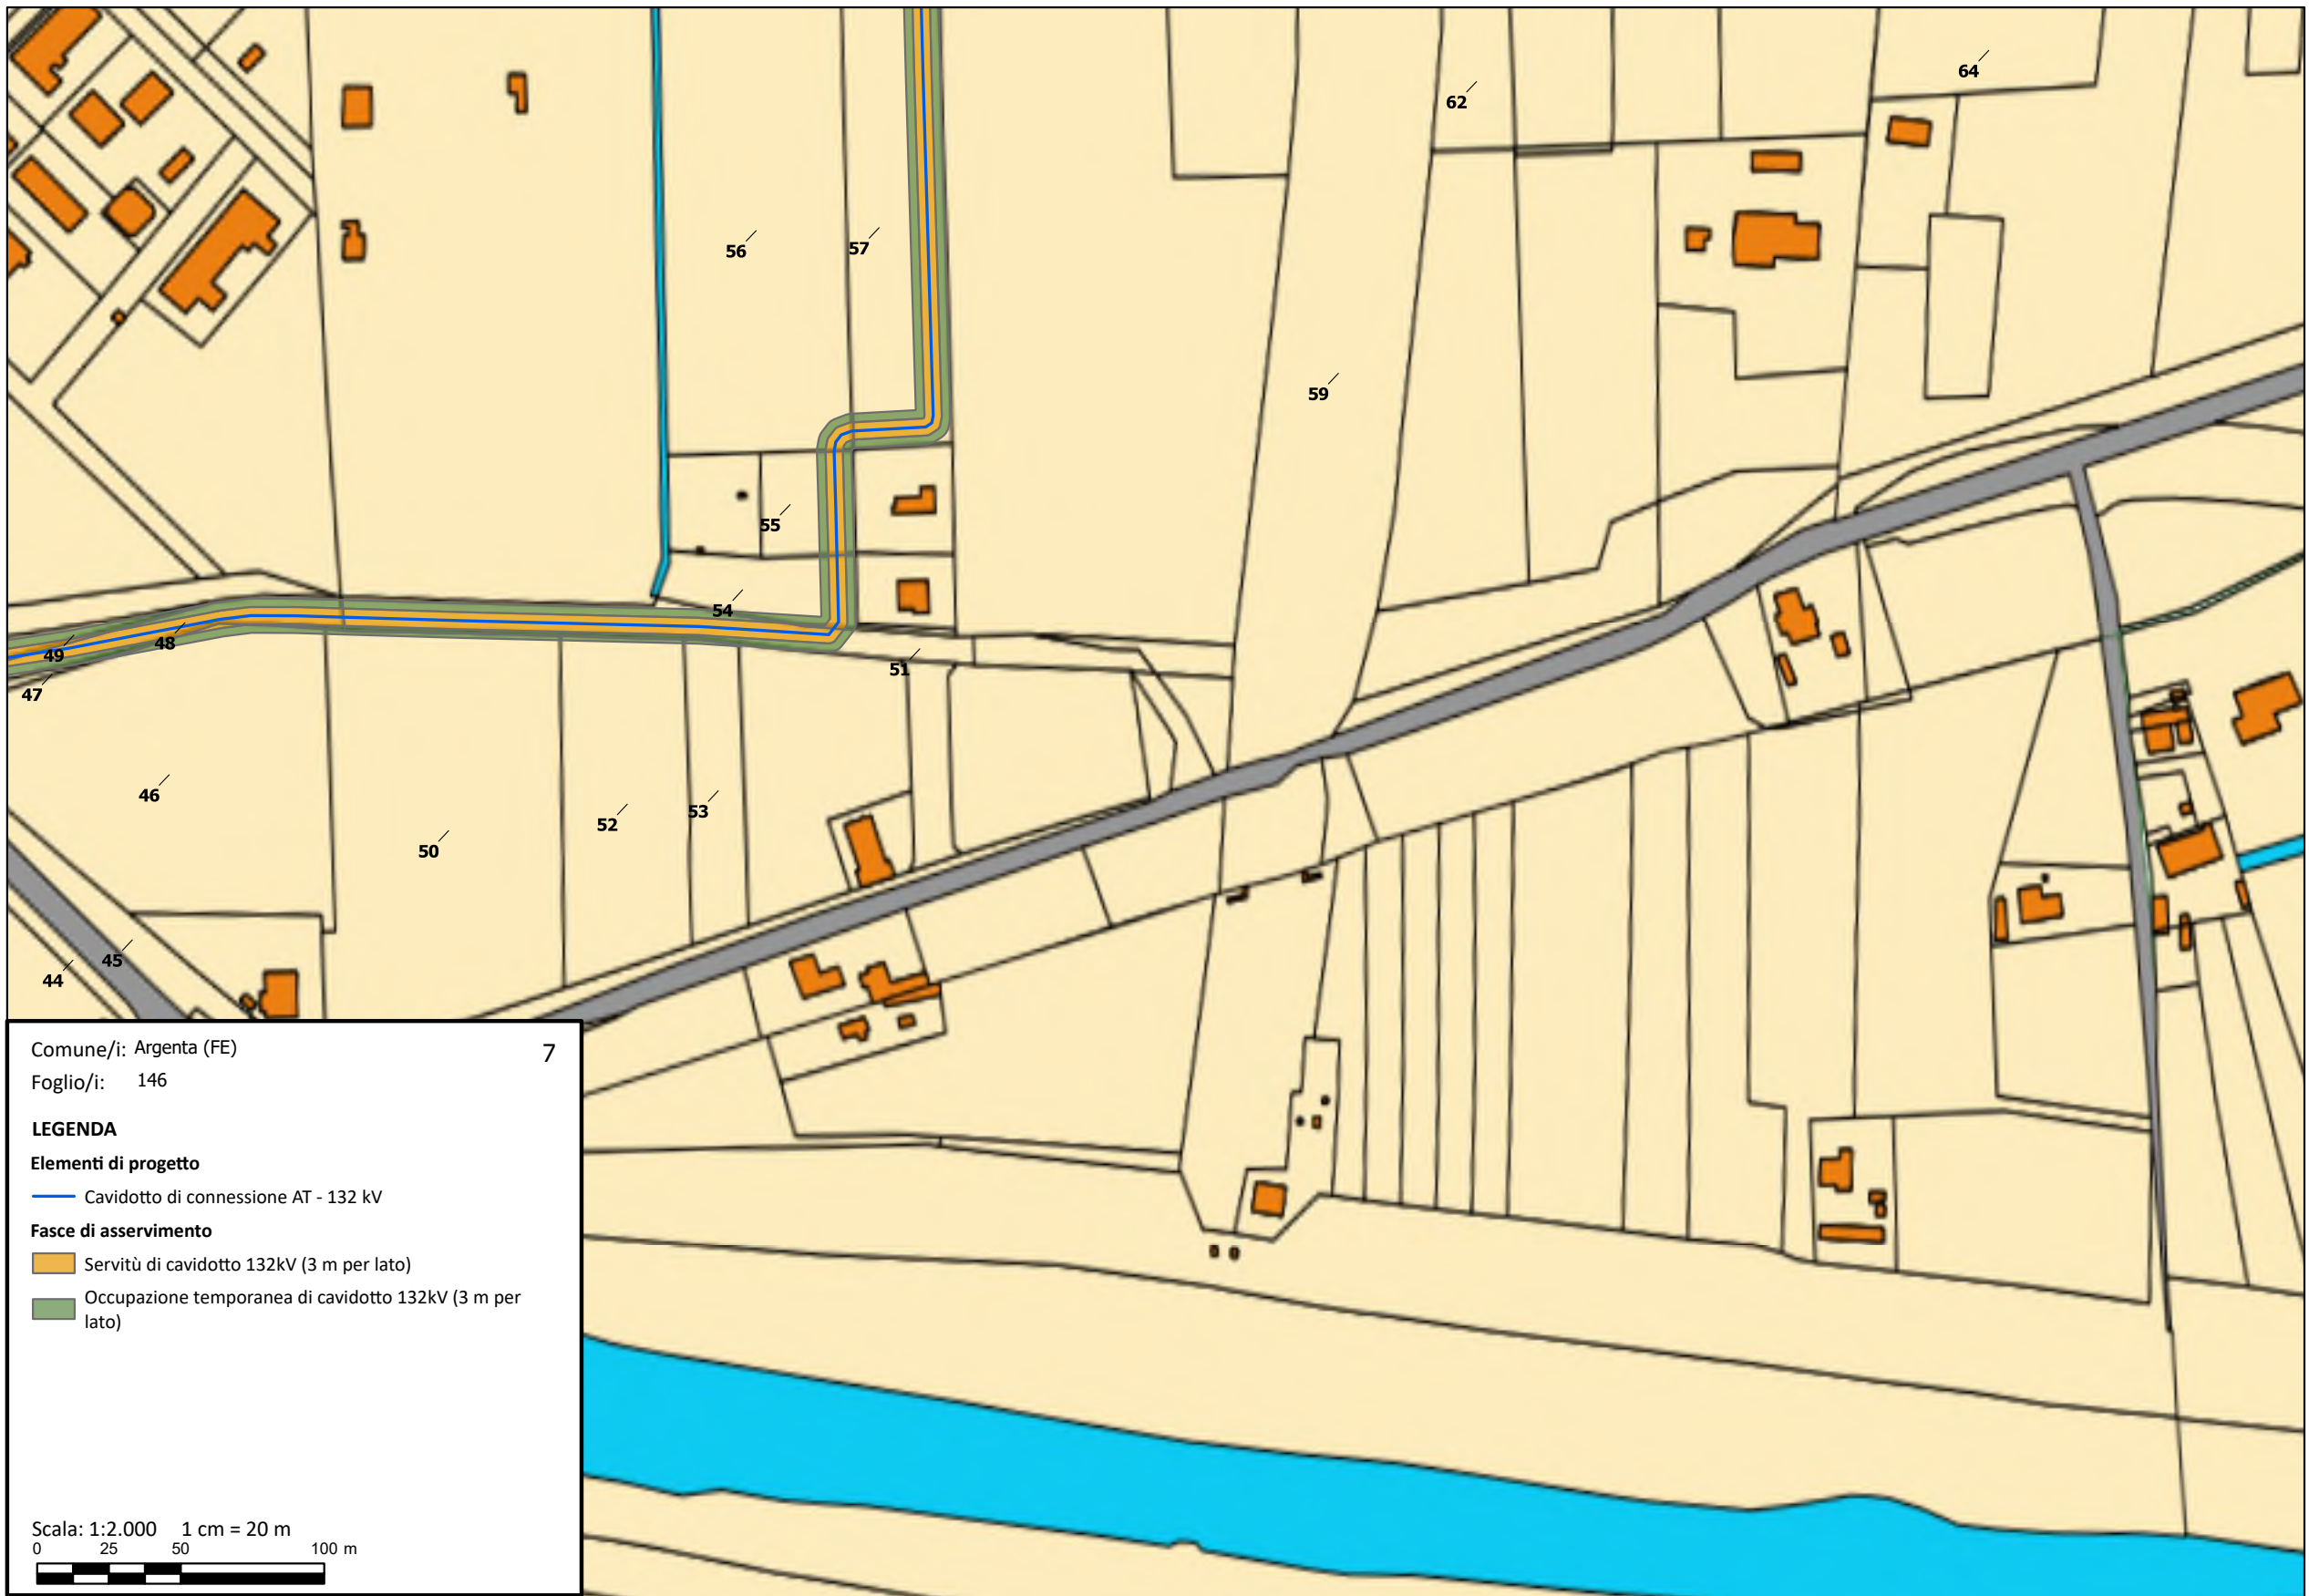 64
62
56
57
59
55
54
48
49
51
47
46
53
52
50
45
44
Comune/i: Argenta (FE)
7
Foglio/i: 146
LEGENDA
Elementi di progetto
Cavidotto di connessione AT - 132 kV
Fasce di asservimento
Servitù di cavidotto 132kV (3 m per lato)
Occupazione temporanea di cavidotto 132kV (3 m per
lato)
Scala: 1:2.000 1 cm = 20 m
0 25 50 100 m